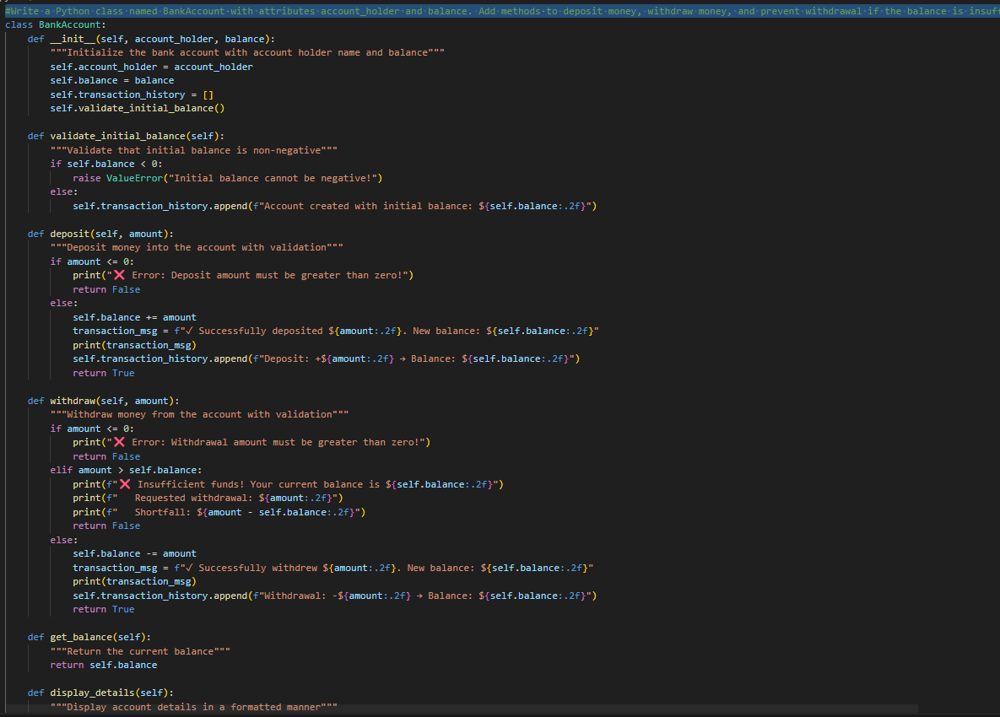 #Write a Python class named BankAccount with attributes account_holder and balance. Add methods to deposit money, withdraw money, and prevent withdrawal if the balance is
class BankAccount:
    def __init__(self, account_holder, balance):
        """Initialize the bank account with account holder name and balance"""
        self.account_holder = account_holder
        self.balance = balance
        self.transaction_history = []
        self.validate_initial_balance()
    def validate_initial_balance(self):
        """Validate that initial balance is non-negative"""
        if self.balance < 0:
            raise ValueError("Initial balance cannot be negative!")
        else:
            self.transaction_history.append(f"Account created with initial balance: ${self.balance:.2f}")
    def deposit(self, amount):
        """Deposit money into the account with validation"""
        if amount <= 0:
            print("❌ Error: Deposit amount must be greater than zero!")
            return False
        else:
            self.balance += amount
            transaction_msg = f"✓ Successfully deposited ${amount:.2f}. New balance: ${self.balance:.2f}"
            print(transaction_msg)
            self.transaction_history.append(f"Deposit: +${amount:.2f} → Balance: ${self.balance:.2f}")
            return True
    def withdraw(self, amount):
        """Withdraw money from the account with validation"""
        if amount <= 0:
            print("❌ Error: Withdrawal amount must be greater than zero!")
            return False
        elif amount > self.balance:
            print(f"❌ Insufficient funds! Your current balance is ${self.balance:.2f}")
            print(f"   Requested withdrawal: ${amount:.2f}")
            print(f"   Shortfall: ${amount - self.balance:.2f}")
            return False
        else:
            self.balance -= amount
            transaction_msg = f"✓ Successfully withdrew ${amount:.2f}. New balance: ${self.balance:.2f}"
            print(transaction_msg)
            self.transaction_history.append(f"Withdrawal: -${amount:.2f} → Balance: ${self.balance:.2f}")
            return True
    def get_balance(self):
        """Return the current balance"""
        return self.balance
    def display_details(self):
        """Display account details in a formatted manner"""